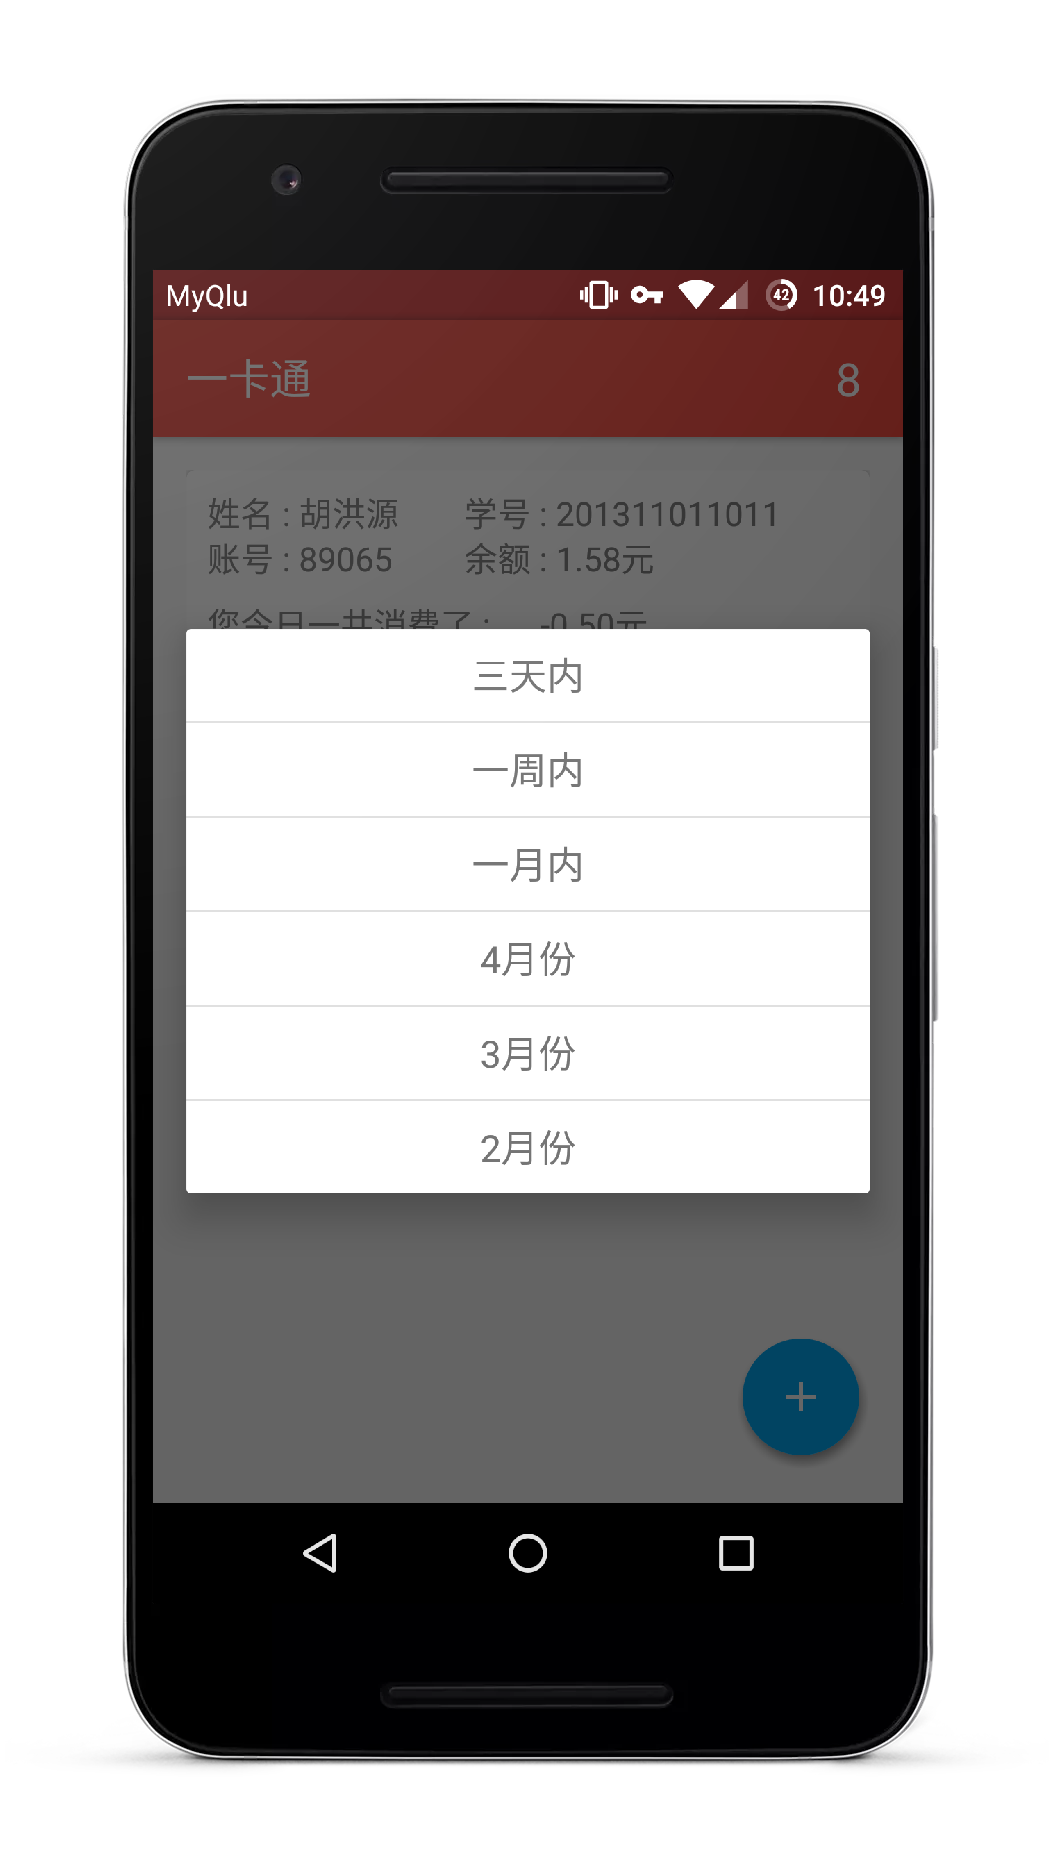 MyQlu 42 10:49
一卡通 8
姓名 : 胡洪源 学号 : 201311011011
账号 : 89065 余额 : 1.58元
您今日一共消费了 : -0.50元
三天内
一周内
一月内
4月份
3月份
2月份